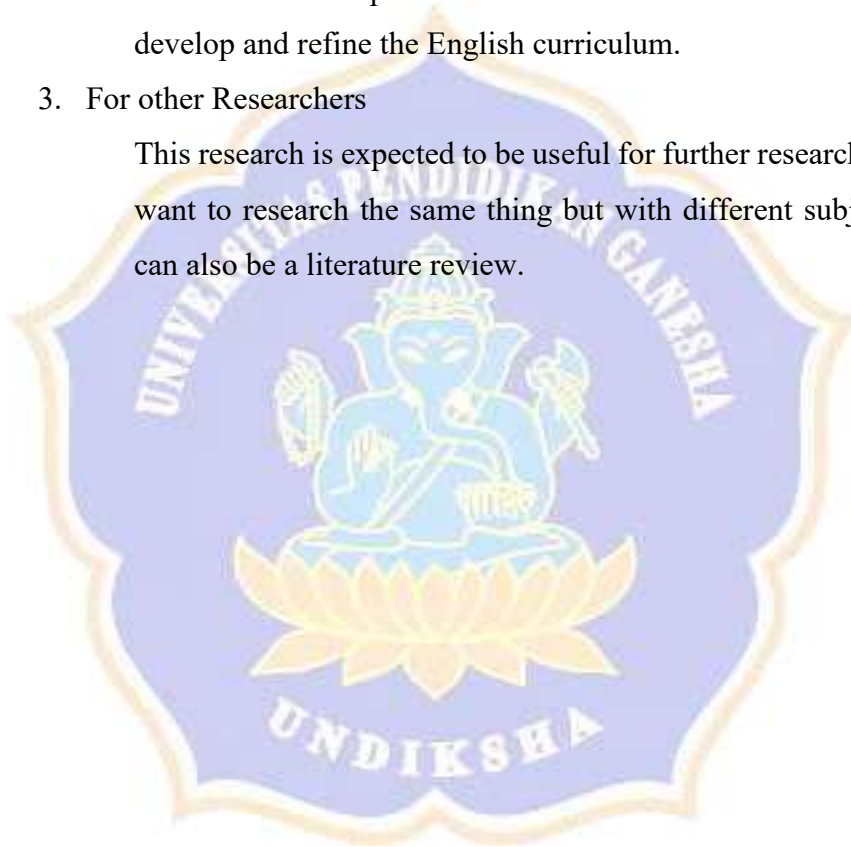 develop and refine the English curriculum.
3. For other Researchers
This research is expected to be useful for further research
want to research the same thing but with different subj
can also be a literature review.
UNIVERSITAS PENDIDIKAN GANESHA
UNDIKSHA